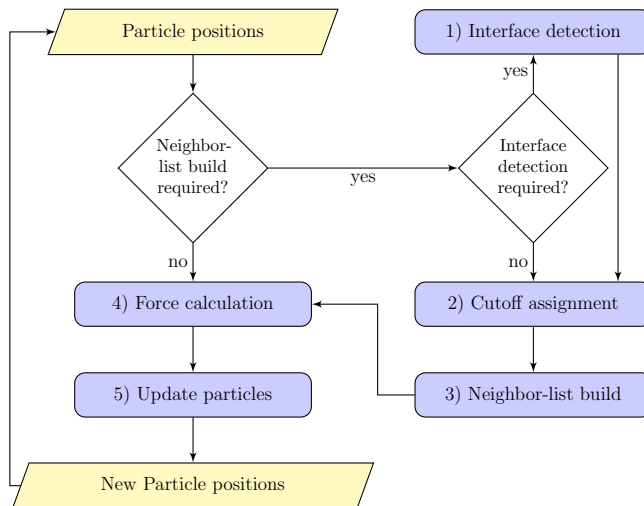 Particle positions
1) Interface detection
yes
Neighbor-
list build
required?
yes
Interface
detection
required?
no
no
4) Force calculation
2) Cutoff assignment
5) Update particles
3) Neighbor-list build
New Particle positions